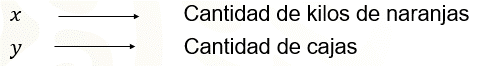 x → Cantidad de kilos de naranjas
y → Cantidad de cajas